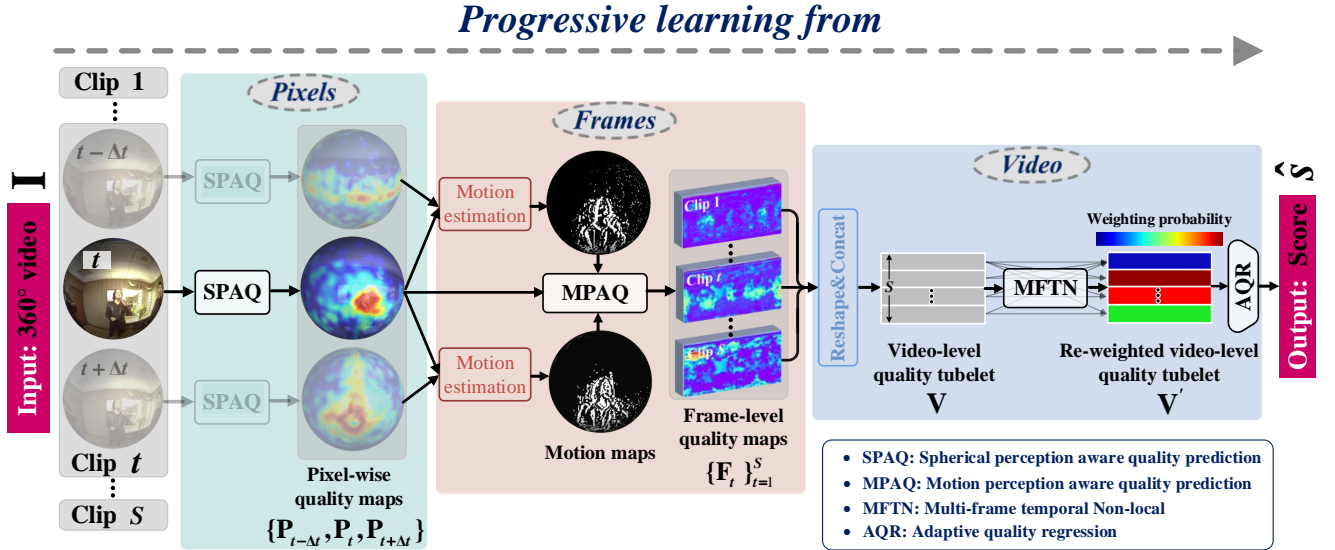 Progressive learning from
Clip 1
Pixels
Frames
Video
t − Δt
t
t + Δt
Clip t
Clip S
I
Input: 360° video
SPAQ
SPAQ
SPAQ
Pixel-wise
quality maps
{P_{t−Δt}, P_t, P_{t+Δt}}
Motion
estimation
Motion
estimation
MPAQ
Motion maps
Clip 1
Clip t
Clip S
Frame-level
quality maps
{F_t}_{t=1}^{S}
Reshape&Concat
S
Video-level
quality tubelet
V
MFTN
Weighting probability
Re-weighted video-level
quality tubelet
V′
AQR
ŝ
Output: Score
• SPAQ: Spherical perception aware quality prediction
• MPAQ: Motion perception aware quality prediction
• MFTN: Multi-frame temporal Non-local
• AQR: Adaptive quality regression